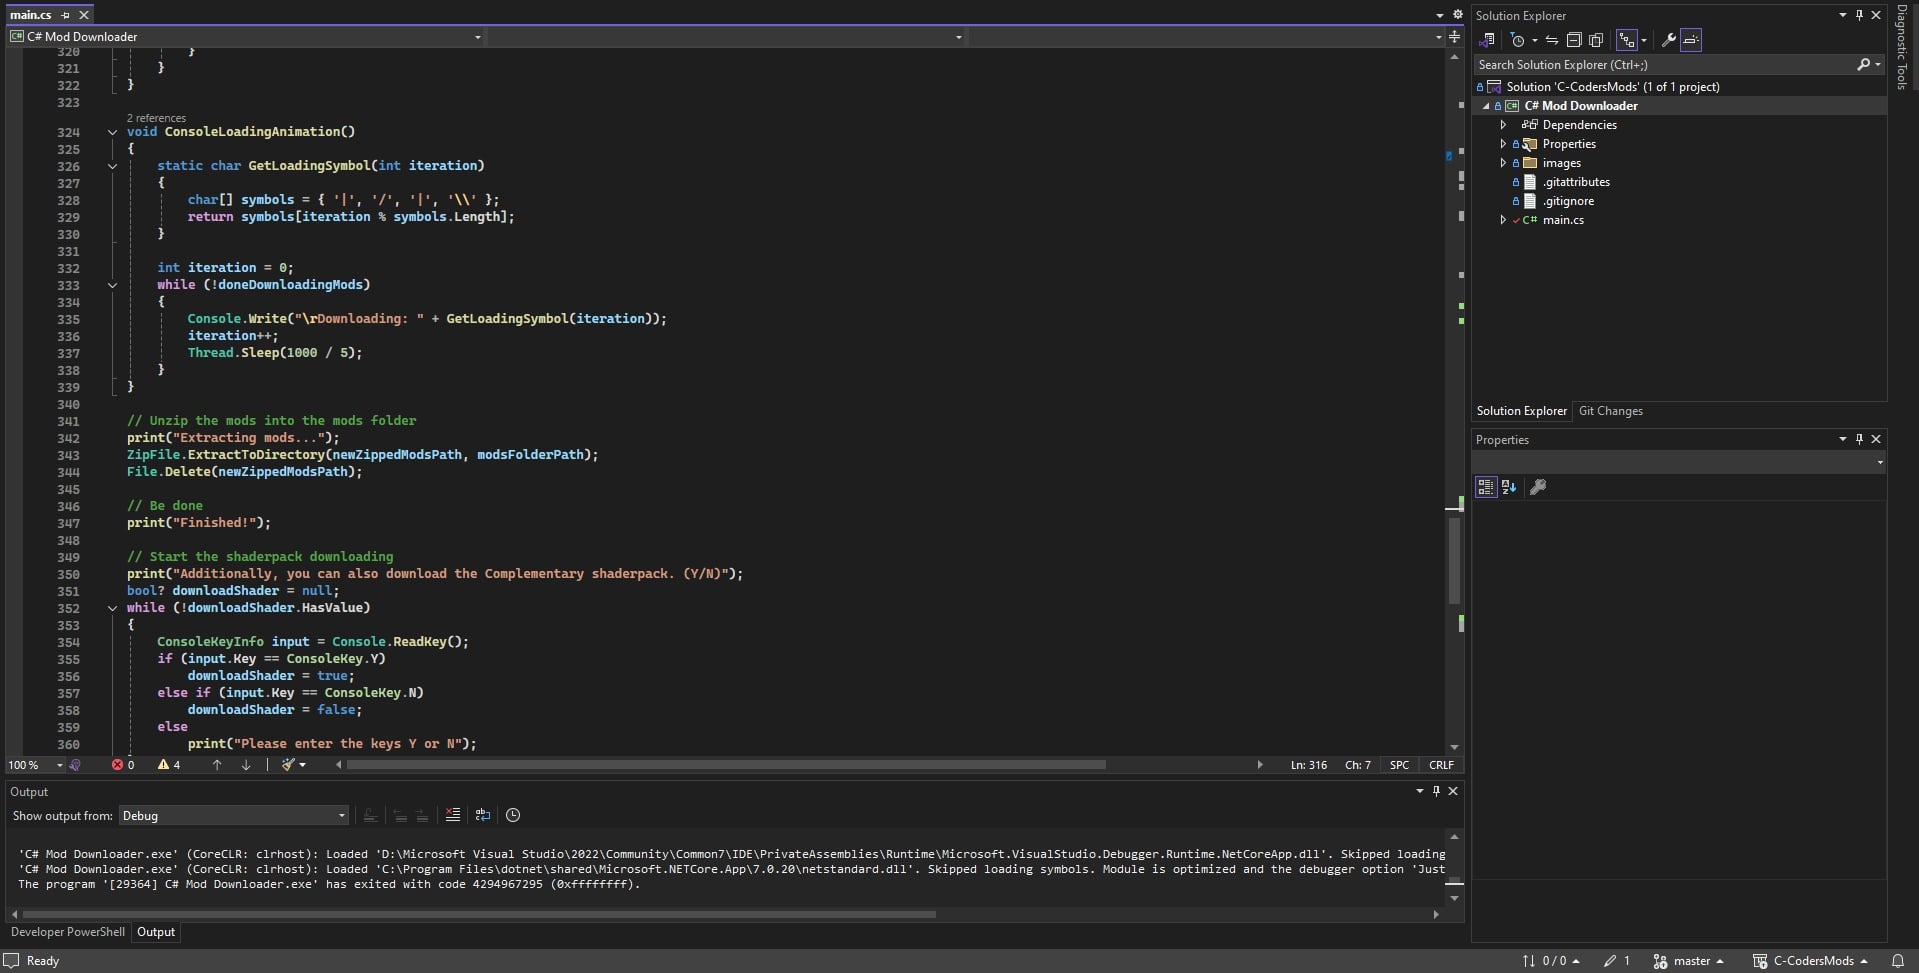 main.cs
C# Mod Downloader
320 }
321 }
322 }
323
2 references
324 void ConsoleLoadingAnimation()
325 {
326 static char GetLoadingSymbol(int iteration)
327 {
328 char[] symbols = { '|', '/', '|', '\\' };
329 return symbols[iteration % symbols.Length];
330 }
331
332 int iteration = 0;
333 while (!doneDownloadingMods)
334 {
335 Console.Write("\rDownloading: " + GetLoadingSymbol(iteration));
336 iteration++;
337 Thread.Sleep(1000 / 5);
338 }
339 }
340
341 // Unzip the mods into the mods folder
342 print("Extracting mods...");
343 ZipFile.ExtractToDirectory(newZippedModsPath, modsFolderPath);
344 File.Delete(newZippedModsPath);
345
346 // Be done
347 print("Finished!");
348
349 // Start the shaderpack downloading
350 print("Additionally, you can also download the Complementary shaderpack. (Y/N)");
351 bool? downloadShader = null;
352 while (!downloadShader.HasValue)
353 {
354 ConsoleKeyInfo input = Console.ReadKey();
355 if (input.Key == ConsoleKey.Y)
356 downloadShader = true;
357 else if (input.Key == ConsoleKey.N)
358 downloadShader = false;
359 else
360 print("Please enter the keys Y or N");
100 % 0 4 Ln: 316 Ch: 7 SPC CRLF
Output
Show output from: Debug
'C# Mod Downloader.exe' (CoreCLR: clrhost): Loaded 'D:\Microsoft Visual Studio\2022\Community\Common7\IDE\PrivateAssemblies\Runtime\Microsoft.VisualStudio.Debugger.Runtime.NetCoreApp.dll'. Skipped loading
'C# Mod Downloader.exe' (CoreCLR: clrhost): Loaded 'C:\Program Files\dotnet\shared\Microsoft.NETCore.App\7.0.20\netstandard.dll'. Skipped loading symbols. Module is optimized and the debugger option 'Just
The program '[29364] C# Mod Downloader.exe' has exited with code 4294967295 (0xffffffff).
Developer PowerShell Output
Solution Explorer
Search Solution Explorer (Ctrl+;)
Solution 'C-CodersMods' (1 of 1 project)
C# Mod Downloader
Dependencies
Properties
images
.gitattributes
.gitignore
C# main.cs
Solution Explorer Git Changes
Properties
Diagnostic Tools
Ready 0 / 0 1 master C-CodersMods